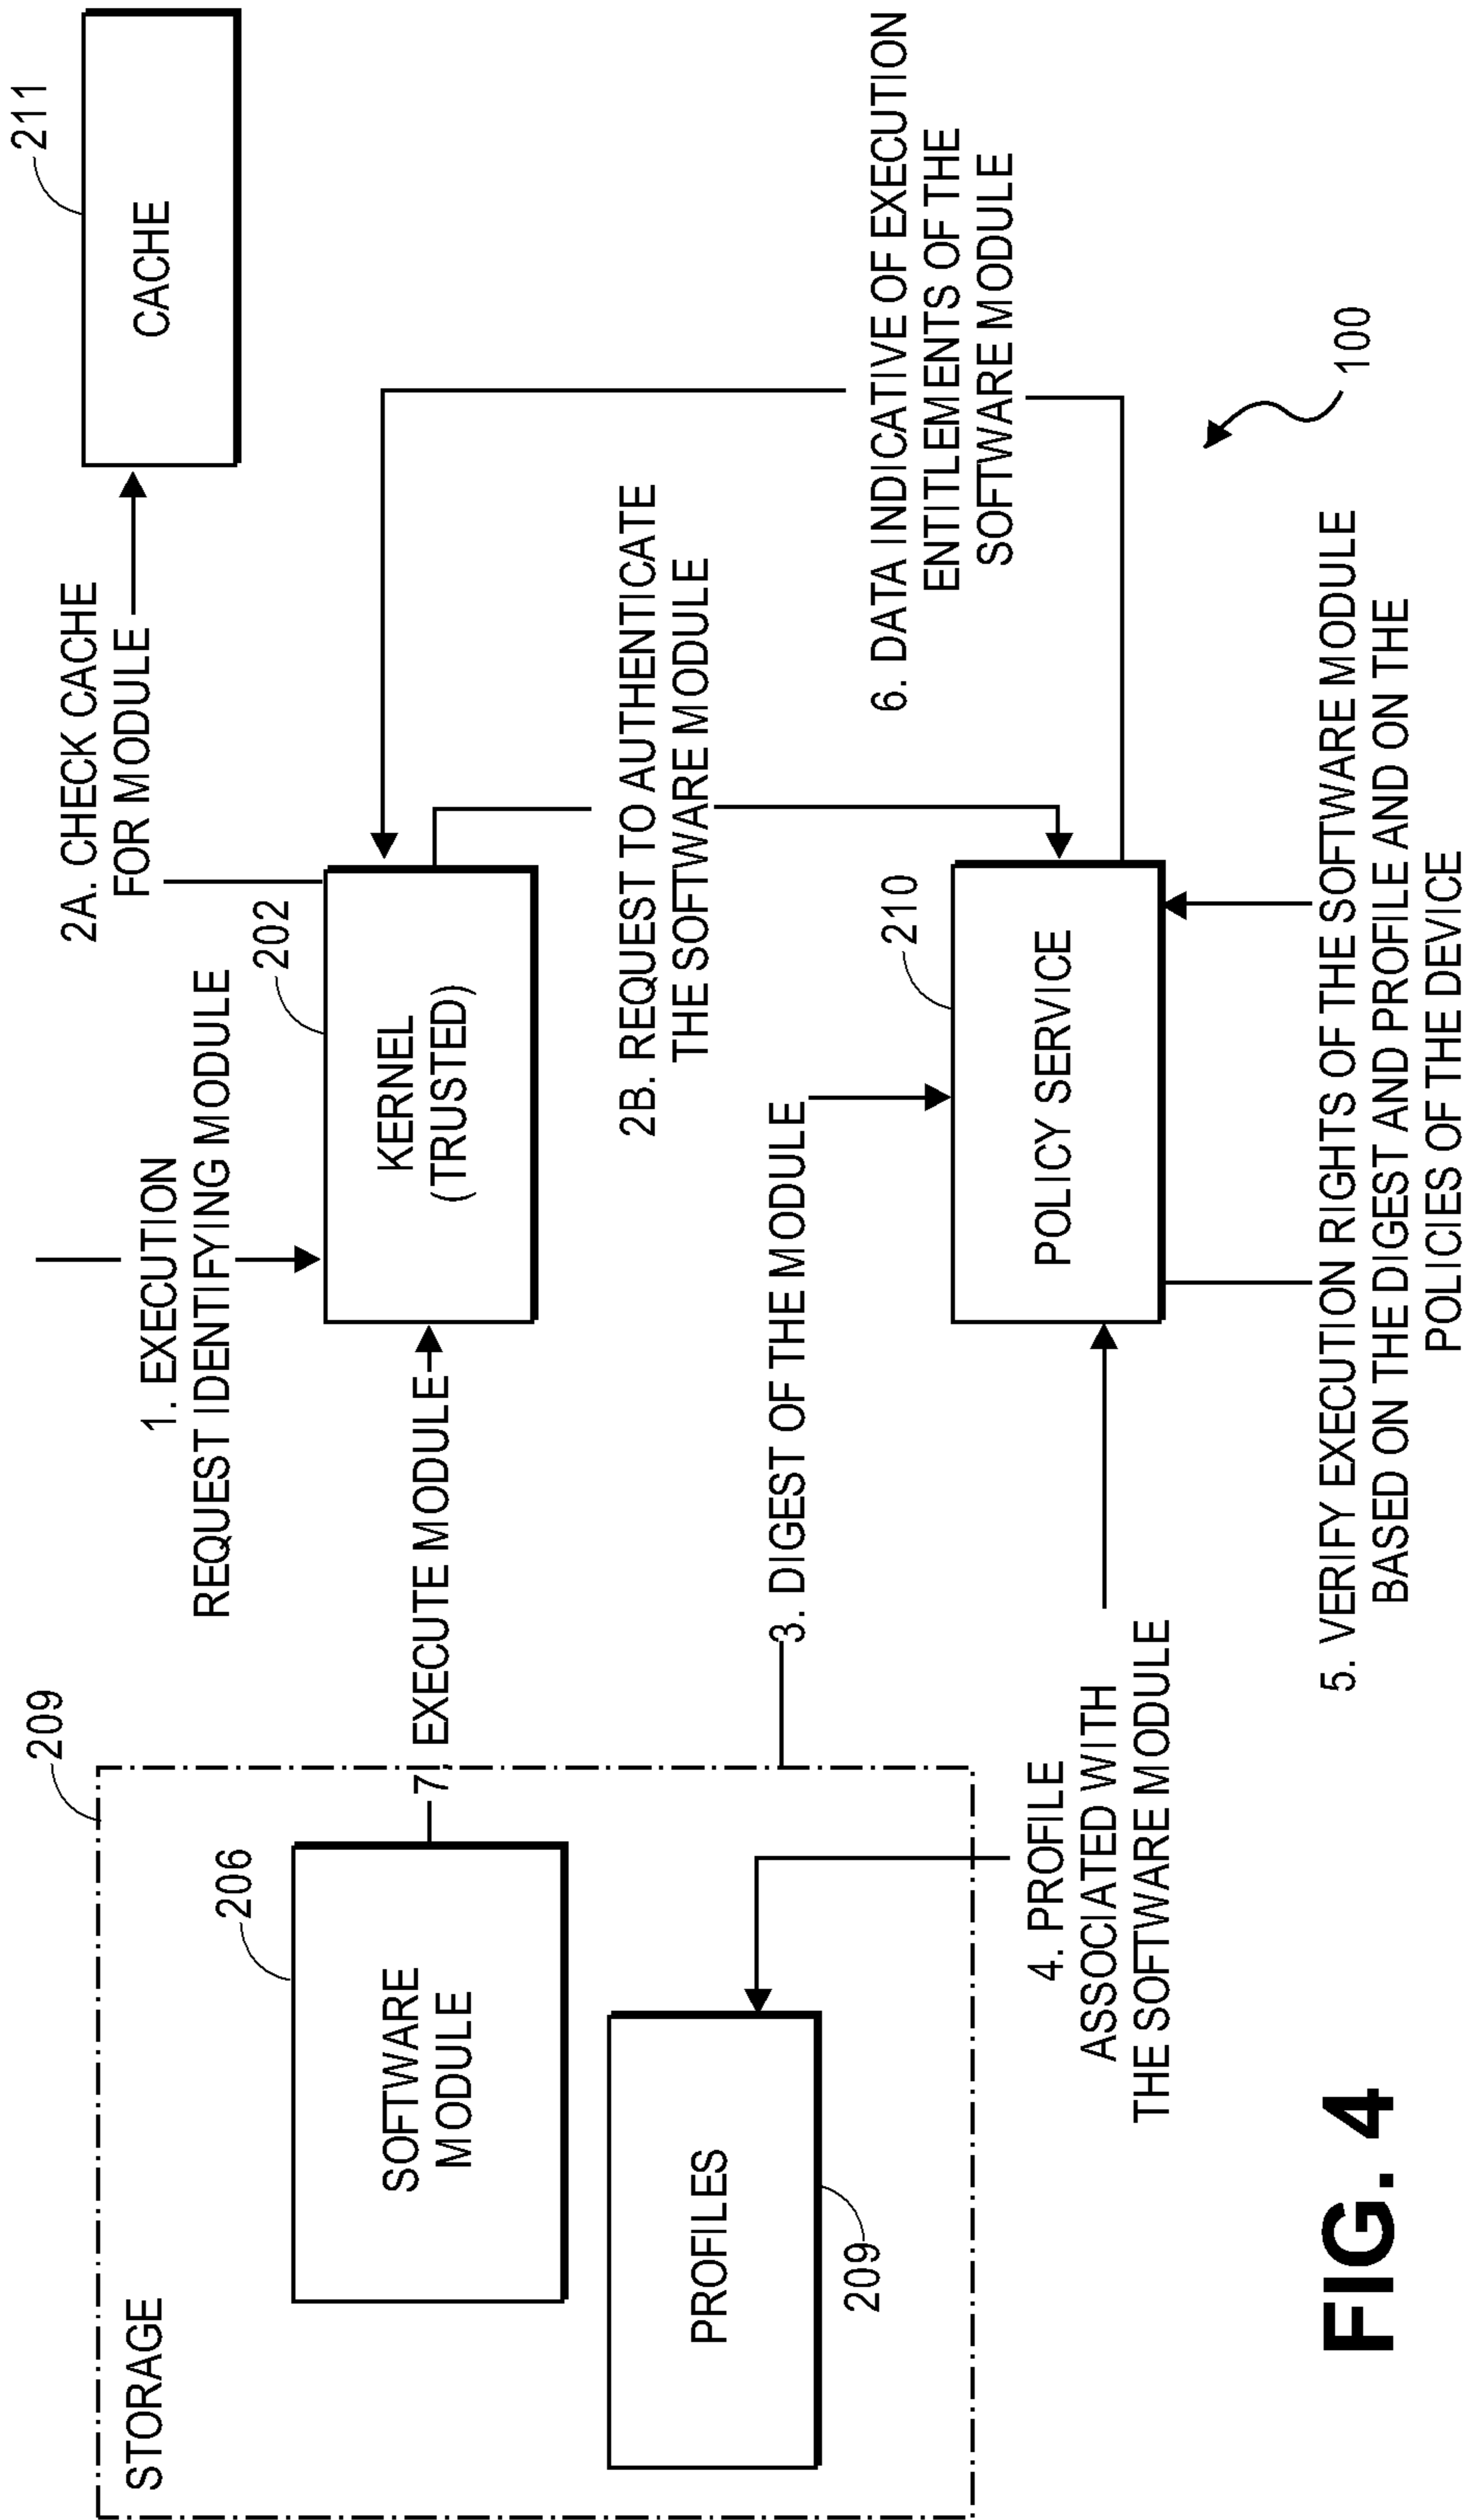 209
STORAGE
206
SOFTWARE
MODULE
PROFILES
209
1. EXECUTION
REQUEST IDENTIFYING MODULE
202
KERNEL
(TRUSTED)
7. EXECUTE MODULE
2A. CHECK CACHE
FOR MODULE
211
CACHE
2B. REQUEST TO AUTHENTICATE
THE SOFTWARE MODULE
3. DIGEST OF THE MODULE
210
POLICY SERVICE
4. PROFILE
ASSOCIATED WITH
THE SOFTWARE MODULE
5. VERIFY EXECUTION RIGHTS OF THE SOFTWARE MODULE
BASED ON THE DIGEST AND PROFILE AND ON THE
POLICIES OF THE DEVICE
6. DATA INDICATIVE OF EXECUTION
ENTITLEMENTS OF THE
SOFTWARE MODULE
100
FIG. 4